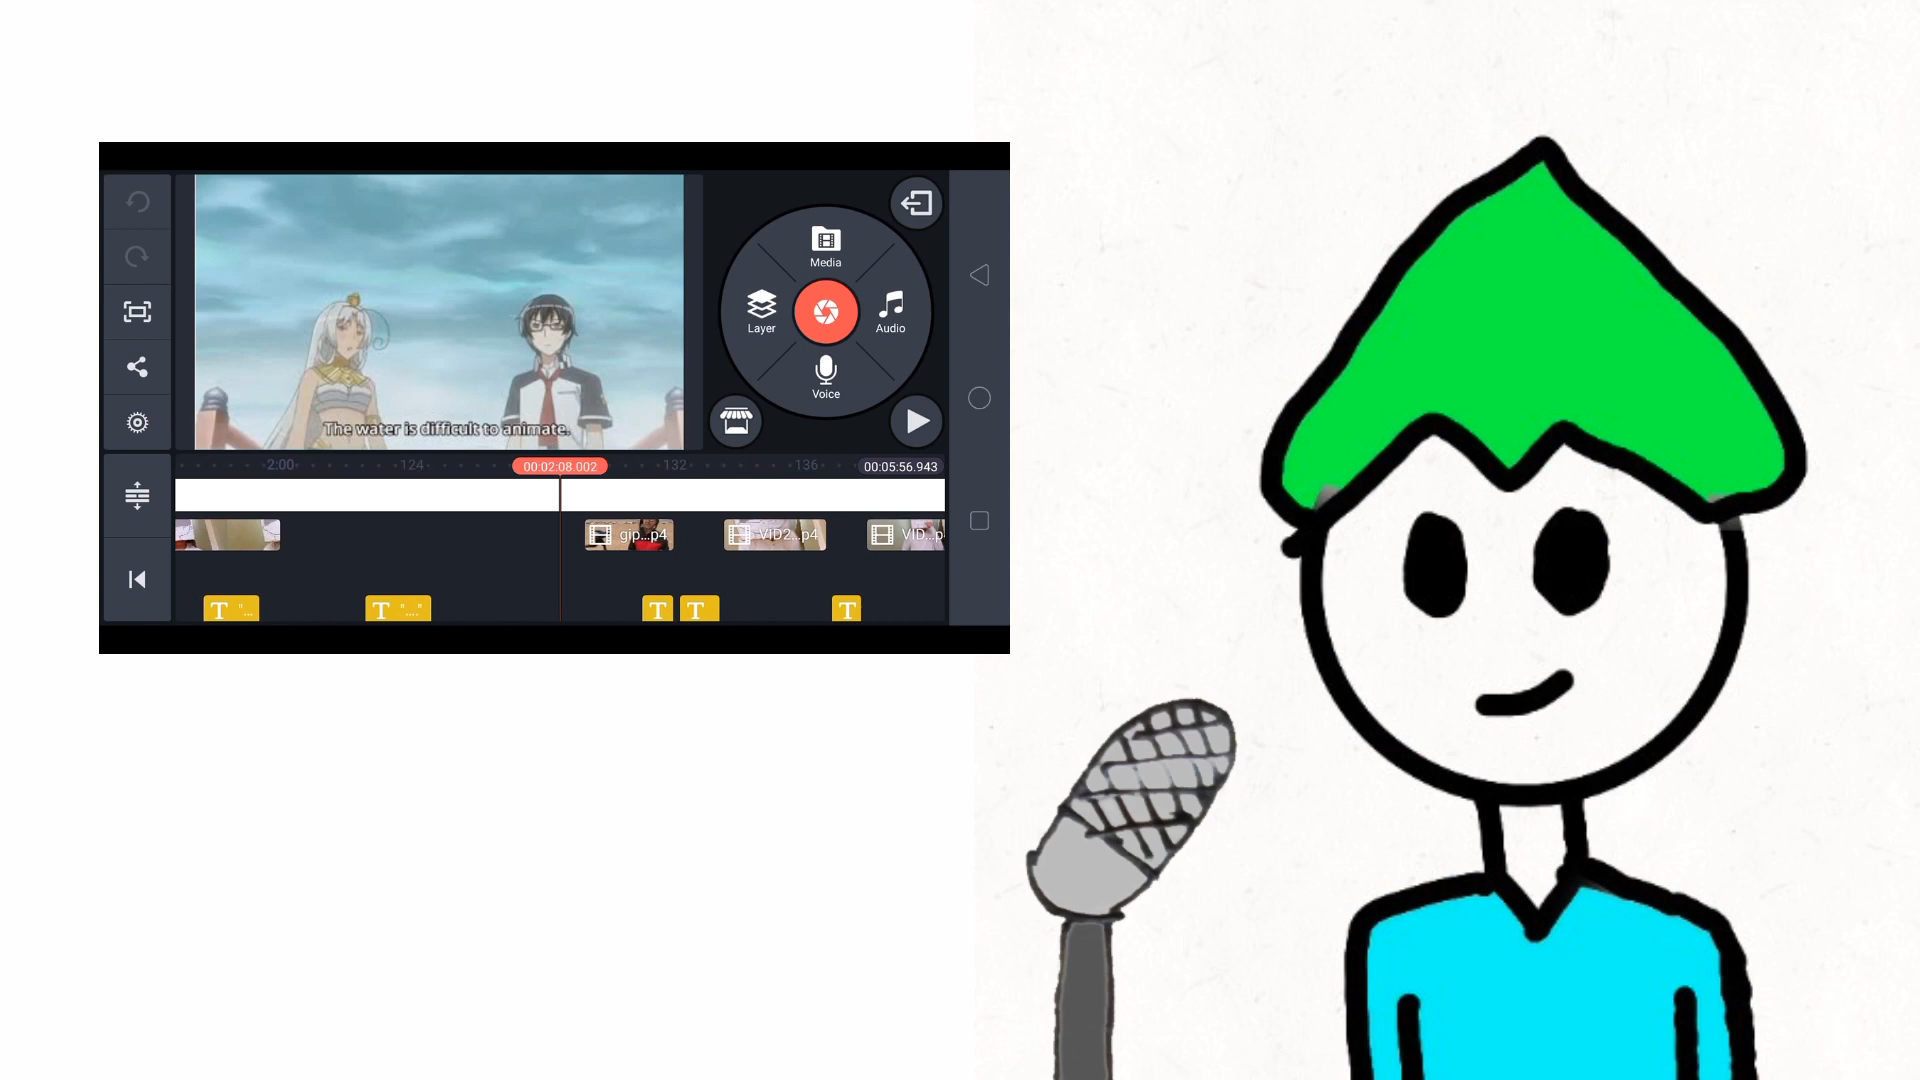 Media
Layer
Audio
Voice
The water is difficult to animate.
2:00
124
00:02:08.002
132
136
00:05:56.943
gip...p4
VID2...p4
VID...p
T "...
T "..."
T
T
T